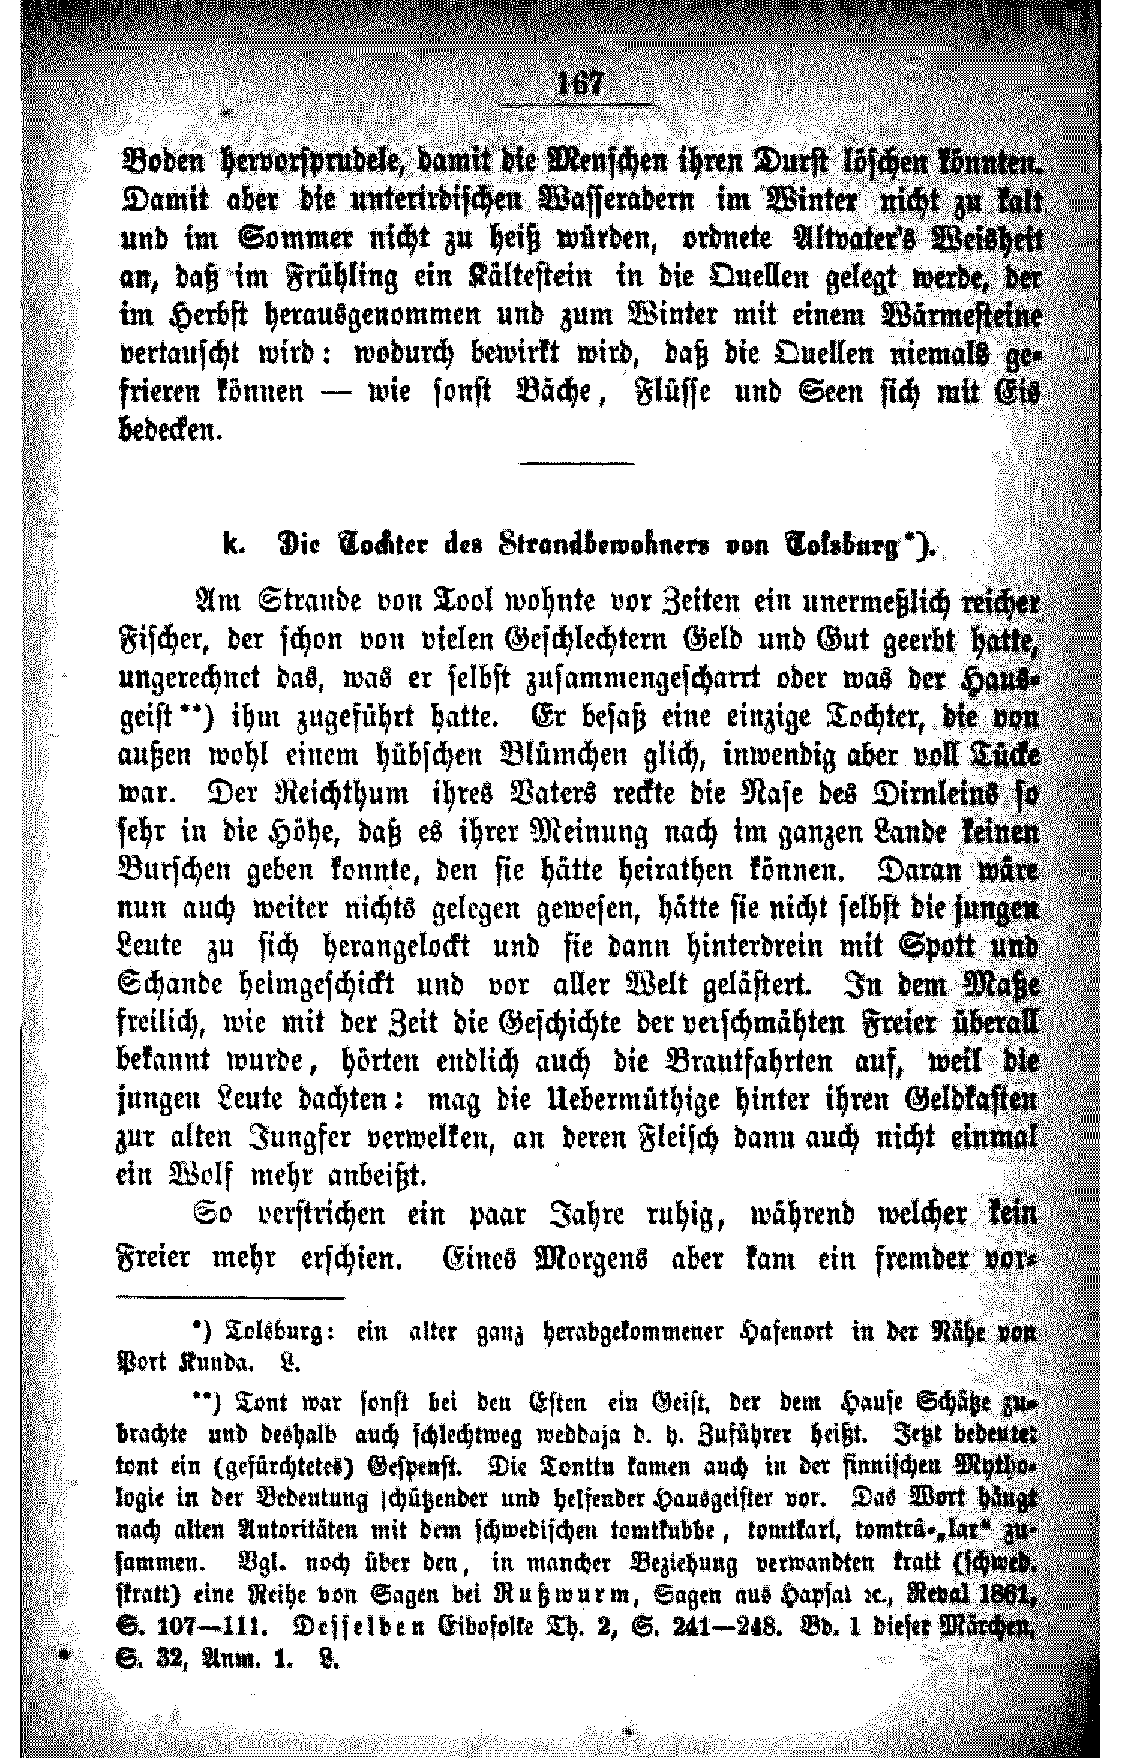 167
Boden hervorsprudele, damit die Menschen ihren Durst löschen könnten.
Damit aber die unterirdischen Wasseradern im Winter nicht zu kalt
und im Sommer nicht zu heiß würden, ordnete Altvater's Weisheit
an, daß im Frühling ein Kältestein in die Quellen gelegt werde, der
im Herbst herausgenommen und zum Winter mit einem Wärmesteine
vertauscht wird: wodurch bewirkt wird, daß die Quellen niemals ge-
frieren können — wie sonst Bäche, Flüsse und Seen sich mit Eis
bedecken.
k. Die Tochter des Strandbewohners von Tolsburg*).
Am Strande von Tool wohnte vor Zeiten ein unermeßlich reicher
Fischer, der schon von vielen Geschlechtern Geld und Gut geerbt hatte,
ungerechnet das, was er selbst zusammengescharrt oder was der Haus-
geist**) ihm zugeführt hatte. Er besaß eine einzige Tochter, die von
außen wohl einem hübschen Blümchen glich, inwendig aber voll Tücke
war. Der Reichthum ihres Vaters reckte die Nase des Dirnleins so
sehr in die Höhe, daß es ihrer Meinung nach im ganzen Lande keinen
Burschen geben konnte, den sie hätte heirathen können. Daran wäre
nun auch weiter nichts gelegen gewesen, hätte sie nicht selbst die jungen
Leute zu sich herangelockt und sie dann hinterdrein mit Spott und
Schande heimgeschickt und vor aller Welt gelästert. In dem Maße
freilich, wie mit der Zeit die Geschichte der verschmähten Freier überall
bekannt wurde, hörten endlich auch die Brautfahrten auf, weil die
jungen Leute dachten: mag die Uebermüthige hinter ihren Geldkasten
zur alten Jungfer verwelken, an deren Fleisch dann auch nicht einmal
ein Wolf mehr anbeißt.
So verstrichen ein paar Jahre ruhig, während welcher kein
Freier mehr erschien. Eines Morgens aber kam ein fremder vor-
*) Tolsburg: ein alter ganz herabgekommener Hafenort in der Nähe von
Port Kunda. L.
**) Tont war sonst bei den Esten ein Geist, der dem Hause Schätze zu-
brachte und deshalb auch schlechtweg weddaja d. h. Zuführer heißt. Jetzt bedeutet
tont ein (gefürchtetes) Gespenst. Die Tonttu kamen auch in der finnischen Mytho-
logie in der Bedeutung schützender und helfender Hausgeister vor. Das Wort hängt
nach alten Autoritäten mit dem schwedischen tomtkubbe, tomtkarl, tomträ-„lar“ zu-
sammen. Vgl. noch über den, in mancher Beziehung verwandten kratt (schwed.
skratt) eine Reihe von Sagen bei Rußwurm, Sagen aus Hapsal ꝛc., Reval 1861,
S. 107—111. Desselben Eibofolke Th. 2, S. 241—248. Bd. 1 dieser Märchen,
S. 32, Anm. 1. L.